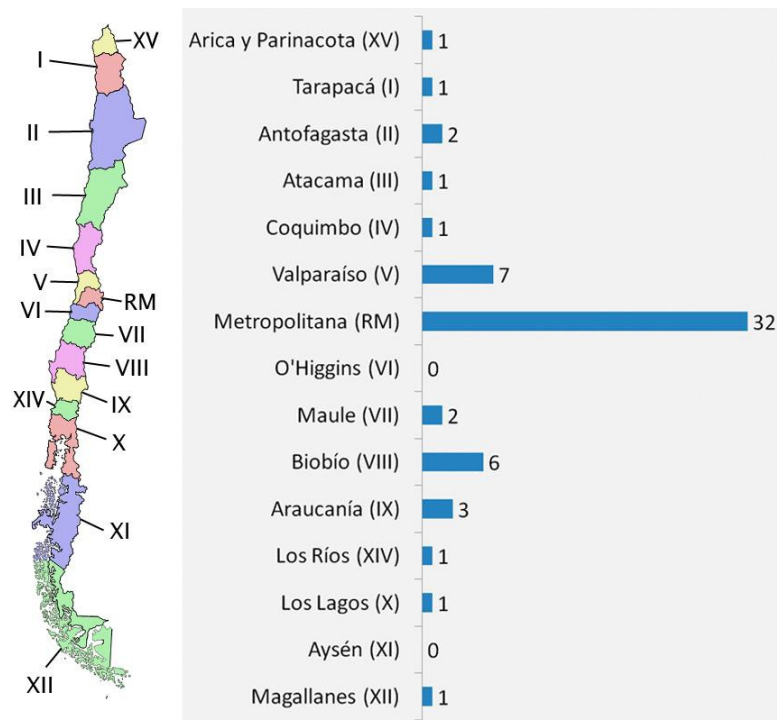 XV
I
II
III
IV
V
RM
VI
VII
VIII
XIV
IX
X
XI
XII
Arica y Parinacota (XV) 1
Tarapacá (I) 1
Antofagasta (II) 2
Atacama (III) 1
Coquimbo (IV) 1
Valparaíso (V) 7
Metropolitana (RM) 32
O'Higgins (VI) 0
Maule (VII) 2
Biobío (VIII) 6
Araucanía (IX) 3
Los Ríos (XIV) 1
Los Lagos (X) 1
Aysén (XI) 0
Magallanes (XII) 1